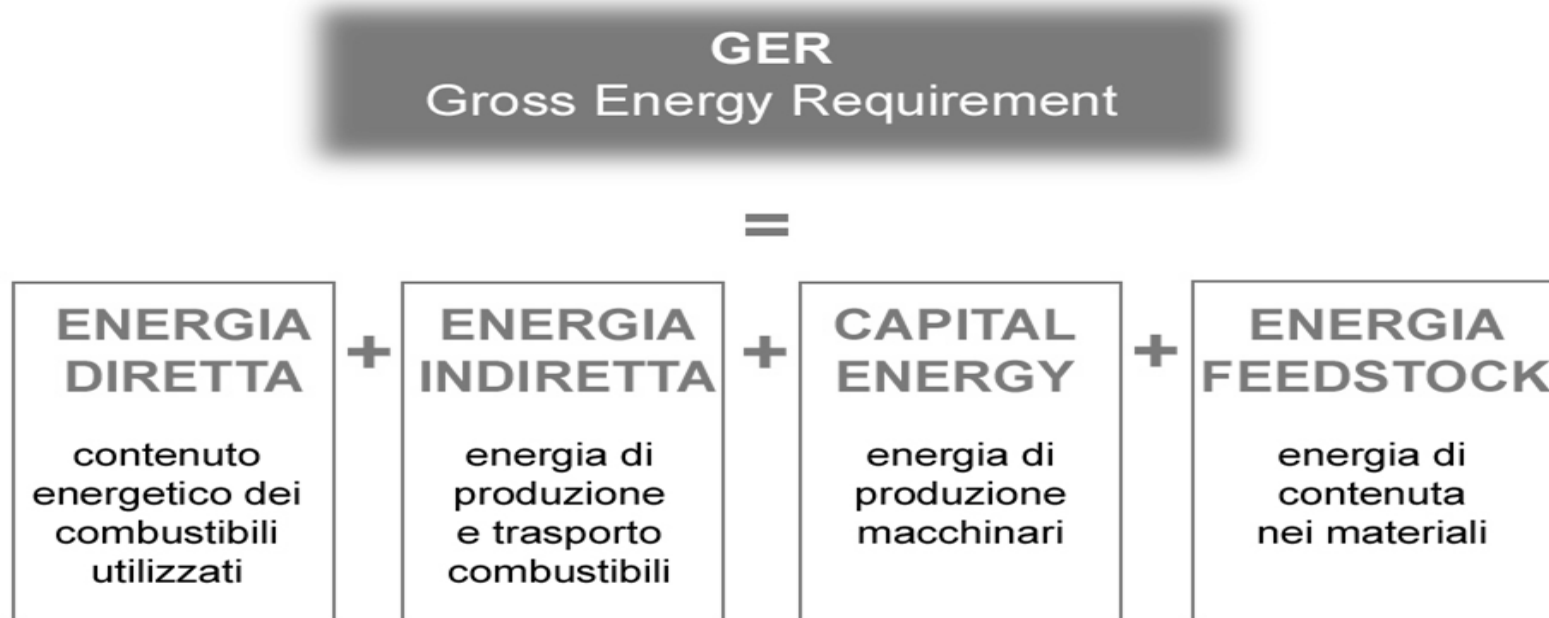 GER
Gross Energy Requirement
=
ENERGIA
DIRETTA
contenuto
energetico dei
combustibili
utilizzati
+
ENERGIA
INDIRETTA
energia di
produzione
e trasporto
combustibili
+
CAPITAL
ENERGY
energia di
produzione
macchinari
+
ENERGIA
FEEDSTOCK
energia di
contenuta
nei materiali